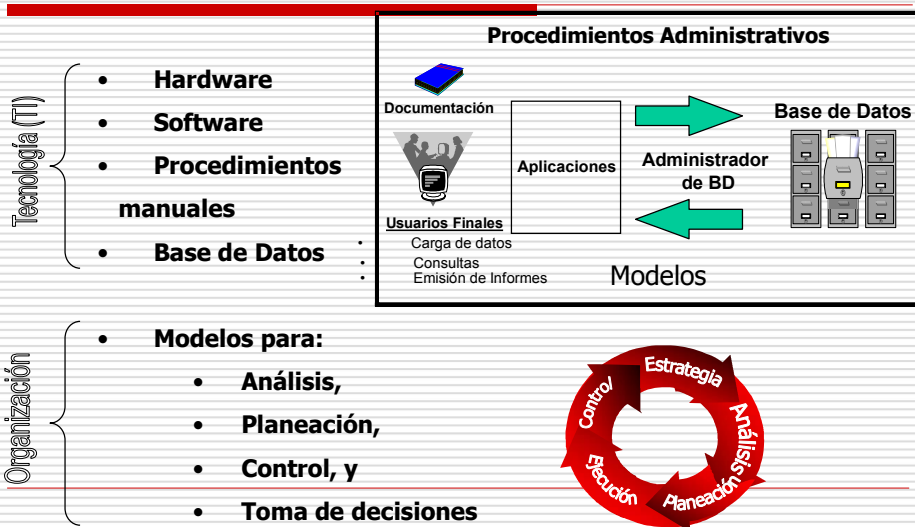 Tecnología (TI)
• Hardware
• Software
• Procedimientos
manuales
• Base de Datos
Procedimientos Administrativos
Documentación
Aplicaciones
Base de Datos
Administrador
de BD
Usuarios Finales
• Carga de datos
• Consultas
• Emisión de Informes
Modelos
Organización
• Modelos para:
• Análisis,
• Planeación,
• Control, y
• Toma de decisiones
Estrategia
Análisis
Planeación
Ejecución
Control